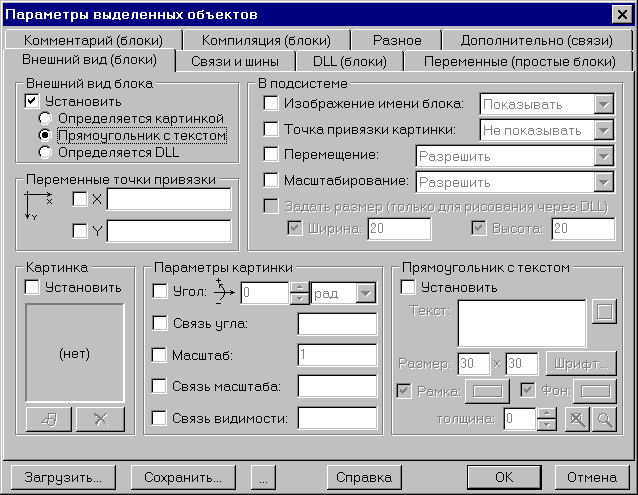 Параметры выделенных объектов
Комментарий (блоки) Компиляция (блоки) Разное Дополнительно (связи)
Внешний вид (блоки) Связи и шины DLL (блоки) Переменные (простые блоки)
Внешний вид блока
Установить
Определяется картинкой
Прямоугольник с текстом
Определяется DLL
В подсистеме
Изображение имени блока: Показывать
Точка привязки картинки: Не показывать
Перемещение: Разрешить
Масштабирование: Разрешить
Задать размер (только для рисования через DLL)
Ширина: 20 Высота: 20
Переменные точки привязки
X X
Y Y
Картинка
Установить
(нет)
Параметры картинки
Угол: + - 0 рад
Связь угла:
Масштаб: 1
Связь масштаба:
Связь видимости:
Прямоугольник с текстом
Установить
Текст:
Размер: 30 x 30 Шрифт...
Рамка: Фон:
толщина: 0
Загрузить... Сохранить... ... Справка OK Отмена